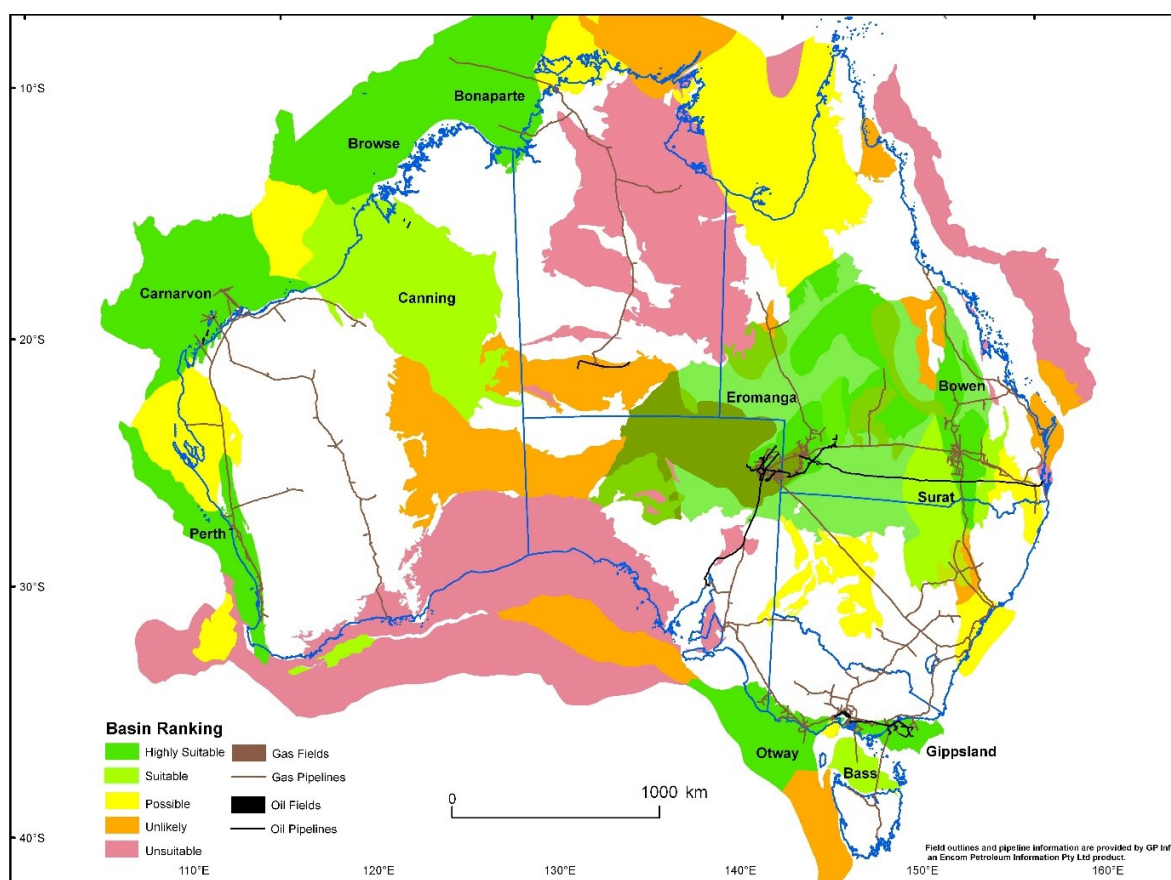 10°S
Bonaparte
Browse
Carnarvon
Canning
20°S
Eromanga
Bowen
Surat
Perth
30°S
Basin Ranking
Highly Suitable
Gas Fields
Suitable
Gas Pipelines
Possible
Oil Fields
Unlikely
Oil Pipelines
Unsuitable
0
1000 km
Otway
Gippsland
Bass
40°S
Field outlines and pipeline information are provided by GP Inf
an Encom Petroleum Information Pty Ltd product.
110°E
120°E
130°E
140°E
150°E
160°E